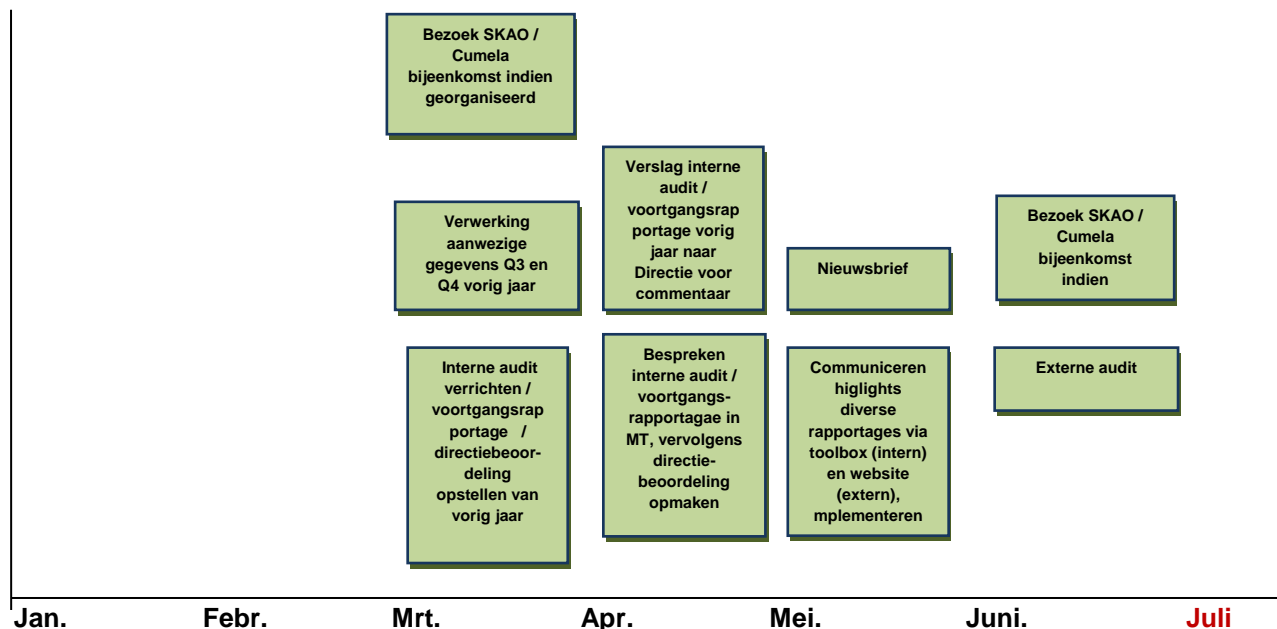 Bezoek SKAO /
Cumela
bijeenkomst indien
georganiseerd
Verwerking
aanwezige
gegevens Q3 en
Q4 vorig jaar
Interne audit
verrichten /
voortgangsrap
portage /
directiebeoor-
deling
opstellen van
vorig jaar
Verslag interne
audit /
voortgangsrap
portage vorig
jaar naar
Directie voor
commentaar
Bespreken
interne audit /
voortgangs-
rapportagae in
MT, vervolgens
directie-
beoordeling
opmaken
Nieuwsbrief
Communiceren
higlights
diverse
rapportages via
toolbox (intern)
en website
(extern),
mplementeren
Bezoek SKAO /
Cumela
bijeenkomst
indien
Externe audit
Jan. Febr. Mrt. Apr. Mei. Juni. Juli